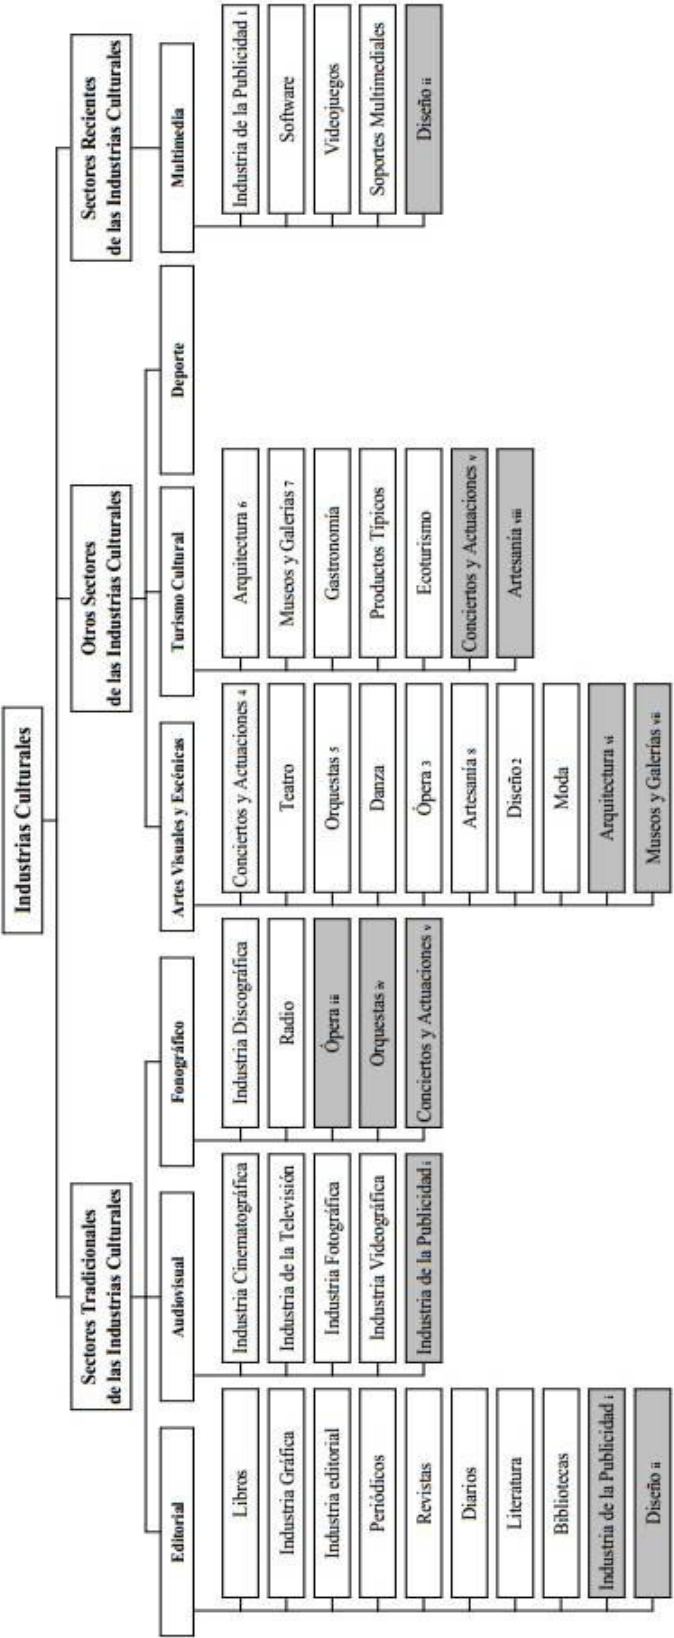 Industrias Culturales
Sectores Tradicionales
de las Industrias Culturales
Otros Sectores
de las Industrias Culturales
Sectores Recientes
de las Industrias Culturales
Editorial
Audiovisual
Fonográfico
Artes Visuales y Escénicas
Turismo Cultural
Deporte
Multimedia
Libros
Industria Gráfica
Industria editorial
Periódicos
Revistas
Diarios
Literatura
Bibliotecas
Industria de la Publicidad i
Diseño ii
Industria Cinematográfica
Industria de la Televisión
Industria Fotográfica
Industria Videográfica
Industria de la Publicidad i
Industria Discográfica
Radio
Ópera iii
Orquestas iv
Conciertos y Actuaciones v
Conciertos y Actuaciones 4
Teatro
Orquestas 5
Danza
Ópera 3
Artesanía 8
Diseño 2
Moda
Arquitectura vi
Museos y Galerías vii
Arquitectura 6
Museos y Galerías 7
Gastronomía
Productos Típicos
Ecoturismo
Conciertos y Actuaciones v
Artesanía viii
Industria de la Publicidad 1
Software
Videojuegos
Soportes Multimediales
Diseño ii